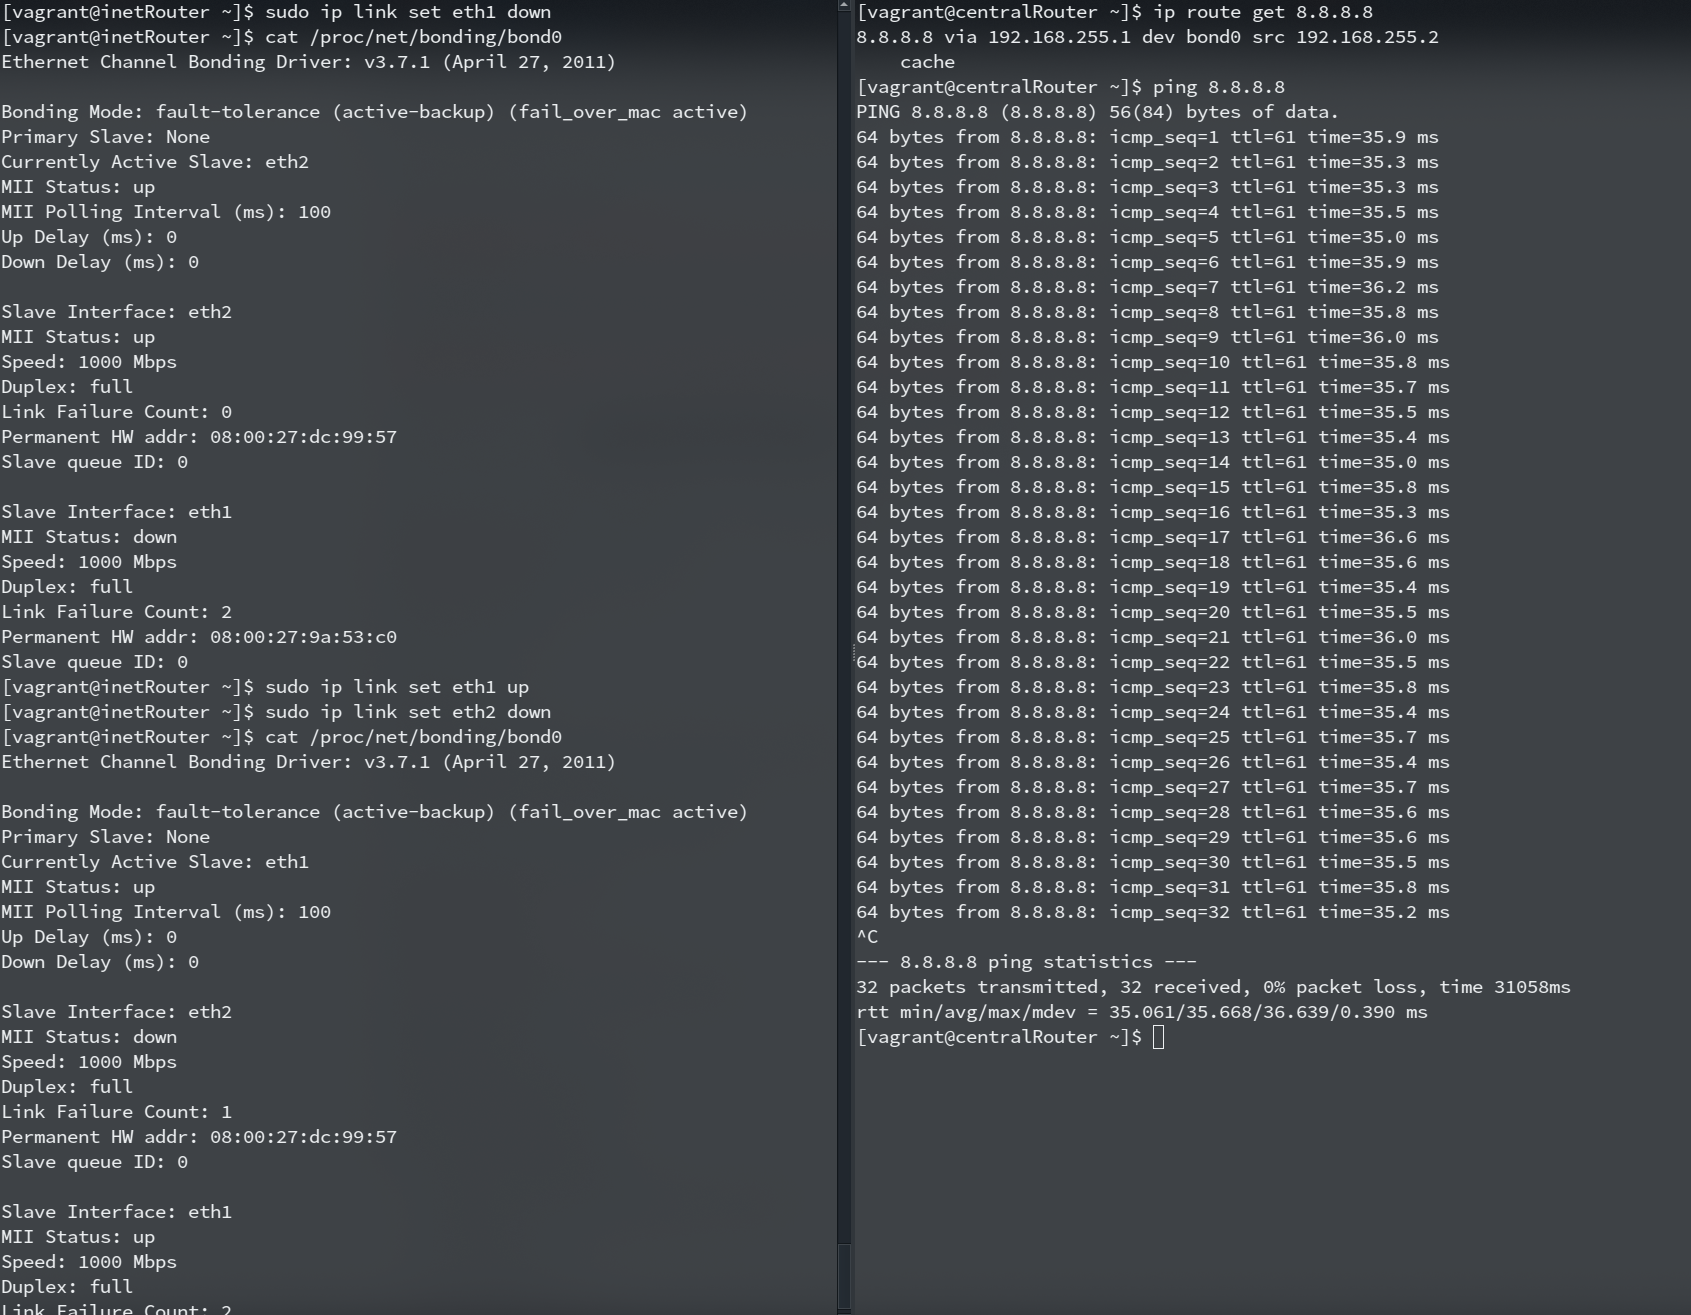 [vagrant@inetRouter ~]$ sudo ip link set eth1 down
[vagrant@inetRouter ~]$ cat /proc/net/bonding/bond0
Ethernet Channel Bonding Driver: v3.7.1 (April 27, 2011)

Bonding Mode: fault-tolerance (active-backup) (fail_over_mac active)
Primary Slave: None
Currently Active Slave: eth2
MII Status: up
MII Polling Interval (ms): 100
Up Delay (ms): 0
Down Delay (ms): 0

Slave Interface: eth2
MII Status: up
Speed: 1000 Mbps
Duplex: full
Link Failure Count: 0
Permanent HW addr: 08:00:27:dc:99:57
Slave queue ID: 0

Slave Interface: eth1
MII Status: down
Speed: 1000 Mbps
Duplex: full
Link Failure Count: 2
Permanent HW addr: 08:00:27:9a:53:c0
Slave queue ID: 0
[vagrant@inetRouter ~]$ sudo ip link set eth1 up
[vagrant@inetRouter ~]$ sudo ip link set eth2 down
[vagrant@inetRouter ~]$ cat /proc/net/bonding/bond0
Ethernet Channel Bonding Driver: v3.7.1 (April 27, 2011)

Bonding Mode: fault-tolerance (active-backup) (fail_over_mac active)
Primary Slave: None
Currently Active Slave: eth1
MII Status: up
MII Polling Interval (ms): 100
Up Delay (ms): 0
Down Delay (ms): 0

Slave Interface: eth2
MII Status: down
Speed: 1000 Mbps
Duplex: full
Link Failure Count: 1
Permanent HW addr: 08:00:27:dc:99:57
Slave queue ID: 0

Slave Interface: eth1
MII Status: up
Speed: 1000 Mbps
Duplex: full
Link Failure Count: 2
[vagrant@centralRouter ~]$ ip route get 8.8.8.8
8.8.8.8 via 192.168.255.1 dev bond0 src 192.168.255.2
    cache
[vagrant@centralRouter ~]$ ping 8.8.8.8
PING 8.8.8.8 (8.8.8.8) 56(84) bytes of data.
64 bytes from 8.8.8.8: icmp_seq=1 ttl=61 time=35.9 ms
64 bytes from 8.8.8.8: icmp_seq=2 ttl=61 time=35.3 ms
64 bytes from 8.8.8.8: icmp_seq=3 ttl=61 time=35.3 ms
64 bytes from 8.8.8.8: icmp_seq=4 ttl=61 time=35.5 ms
64 bytes from 8.8.8.8: icmp_seq=5 ttl=61 time=35.0 ms
64 bytes from 8.8.8.8: icmp_seq=6 ttl=61 time=35.9 ms
64 bytes from 8.8.8.8: icmp_seq=7 ttl=61 time=36.2 ms
64 bytes from 8.8.8.8: icmp_seq=8 ttl=61 time=35.8 ms
64 bytes from 8.8.8.8: icmp_seq=9 ttl=61 time=36.0 ms
64 bytes from 8.8.8.8: icmp_seq=10 ttl=61 time=35.8 ms
64 bytes from 8.8.8.8: icmp_seq=11 ttl=61 time=35.7 ms
64 bytes from 8.8.8.8: icmp_seq=12 ttl=61 time=35.5 ms
64 bytes from 8.8.8.8: icmp_seq=13 ttl=61 time=35.4 ms
64 bytes from 8.8.8.8: icmp_seq=14 ttl=61 time=35.0 ms
64 bytes from 8.8.8.8: icmp_seq=15 ttl=61 time=35.8 ms
64 bytes from 8.8.8.8: icmp_seq=16 ttl=61 time=35.3 ms
64 bytes from 8.8.8.8: icmp_seq=17 ttl=61 time=36.6 ms
64 bytes from 8.8.8.8: icmp_seq=18 ttl=61 time=35.6 ms
64 bytes from 8.8.8.8: icmp_seq=19 ttl=61 time=35.4 ms
64 bytes from 8.8.8.8: icmp_seq=20 ttl=61 time=35.5 ms
64 bytes from 8.8.8.8: icmp_seq=21 ttl=61 time=36.0 ms
64 bytes from 8.8.8.8: icmp_seq=22 ttl=61 time=35.5 ms
64 bytes from 8.8.8.8: icmp_seq=23 ttl=61 time=35.8 ms
64 bytes from 8.8.8.8: icmp_seq=24 ttl=61 time=35.4 ms
64 bytes from 8.8.8.8: icmp_seq=25 ttl=61 time=35.7 ms
64 bytes from 8.8.8.8: icmp_seq=26 ttl=61 time=35.4 ms
64 bytes from 8.8.8.8: icmp_seq=27 ttl=61 time=35.7 ms
64 bytes from 8.8.8.8: icmp_seq=28 ttl=61 time=35.6 ms
64 bytes from 8.8.8.8: icmp_seq=29 ttl=61 time=35.6 ms
64 bytes from 8.8.8.8: icmp_seq=30 ttl=61 time=35.5 ms
64 bytes from 8.8.8.8: icmp_seq=31 ttl=61 time=35.8 ms
64 bytes from 8.8.8.8: icmp_seq=32 ttl=61 time=35.2 ms
^C
--- 8.8.8.8 ping statistics ---
32 packets transmitted, 32 received, 0% packet loss, time 31058ms
rtt min/avg/max/mdev = 35.061/35.668/36.639/0.390 ms
[vagrant@centralRouter ~]$